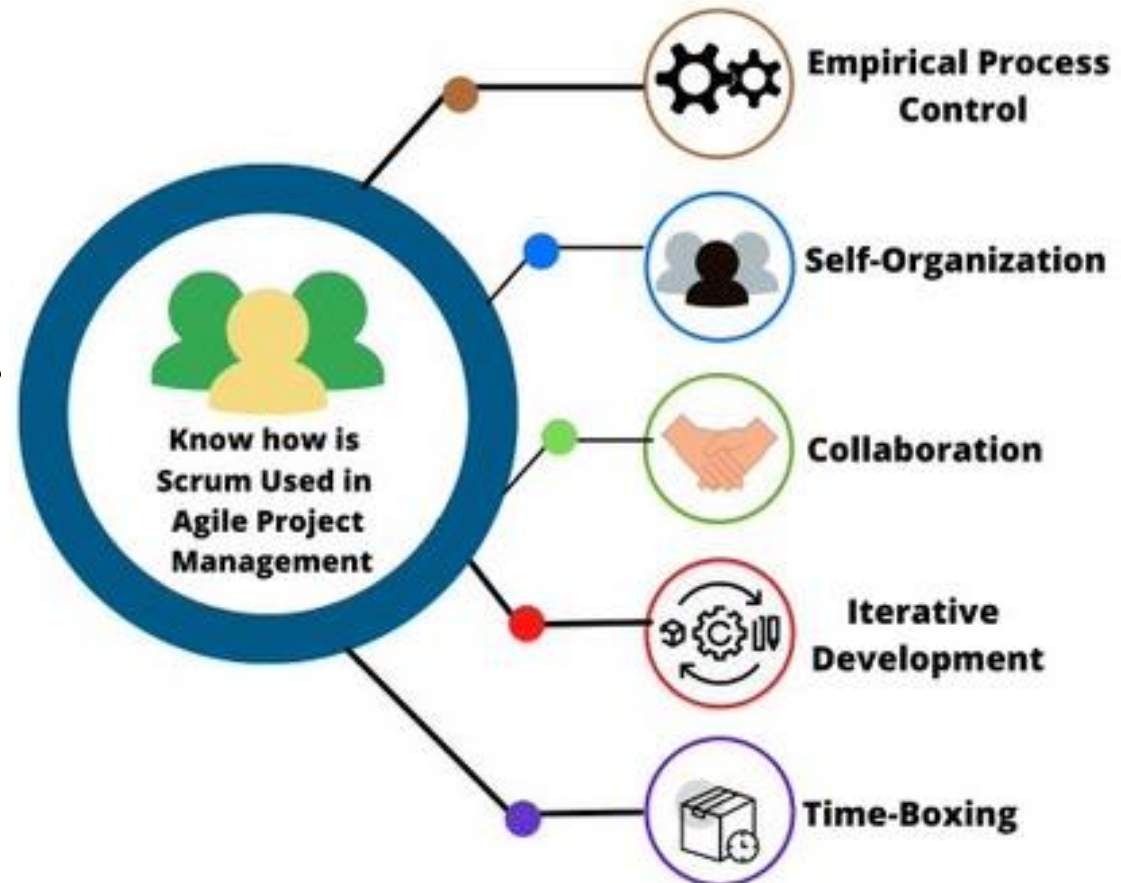 Know how is
Scrum Used in
Agile Project
Management
Empirical Process
Control
Self-Organization
Collaboration
Iterative
Development
Time-Boxing